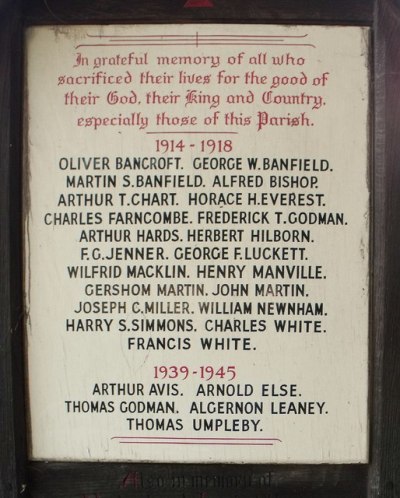 In grateful memory of all who
sacrificed their lives for the good of
their God, their King and Country,
especially those of this Parish.
1914 - 1918
OLIVER BANCROFT. GEORGE W. BANFIELD.
MARTIN S. BANFIELD. ALFRED BISHOP.
ARTHUR T. CHART. HORACE H. EVEREST.
CHARLES FARNCOMBE. FREDERICK T. GODMAN.
ARTHUR HARDS. HERBERT HILBORN.
F. G. JENNER. GEORGE F. LUCKETT.
WILFRID MACKLIN. HENRY MANVILLE.
GERSHOM MARTIN. JOHN MARTIN.
JOSEPH C. MILLER. WILLIAM NEWNHAM.
HARRY S. SIMMONS. CHARLES WHITE.
FRANCIS WHITE.
1939 - 1945
ARTHUR AVIS. ARNOLD ELSE.
THOMAS GODMAN. ALGERNON LEANEY.
THOMAS UMPLEBY.